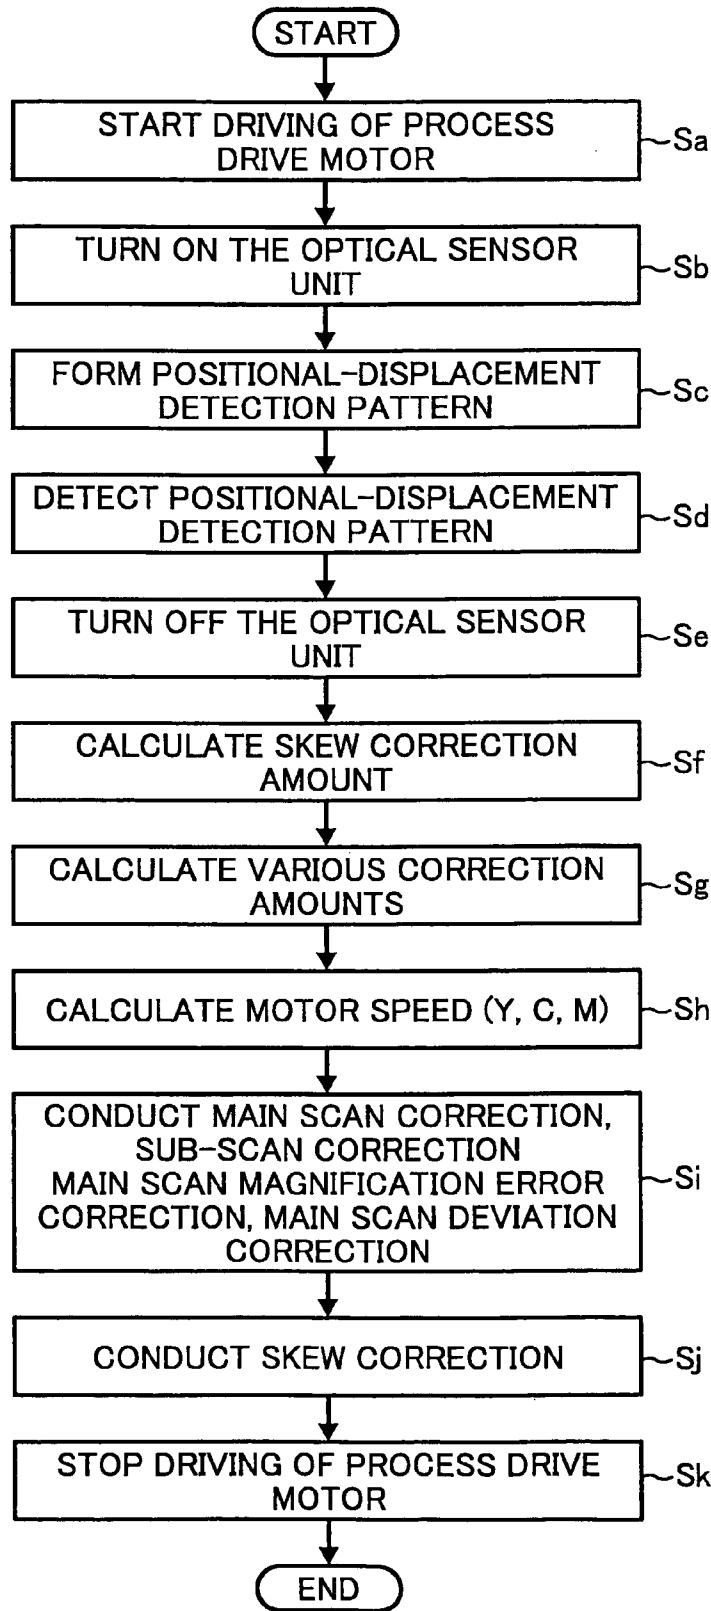 START
START DRIVING OF PROCESS
DRIVE MOTOR
Sa
TURN ON THE OPTICAL SENSOR
UNIT
Sb
FORM POSITIONAL-DISPLACEMENT
DETECTION PATTERN
Sc
DETECT POSITIONAL-DISPLACEMENT
DETECTION PATTERN
Sd
TURN OFF THE OPTICAL SENSOR
UNIT
Se
CALCULATE SKEW CORRECTION
AMOUNT
Sf
CALCULATE VARIOUS CORRECTION
AMOUNTS
Sg
CALCULATE MOTOR SPEED (Y, C, M)
Sh
CONDUCT MAIN SCAN CORRECTION,
SUB-SCAN CORRECTION
MAIN SCAN MAGNIFICATION ERROR
CORRECTION, MAIN SCAN DEVIATION
CORRECTION
Si
CONDUCT SKEW CORRECTION
Sj
STOP DRIVING OF PROCESS DRIVE
MOTOR
Sk
END